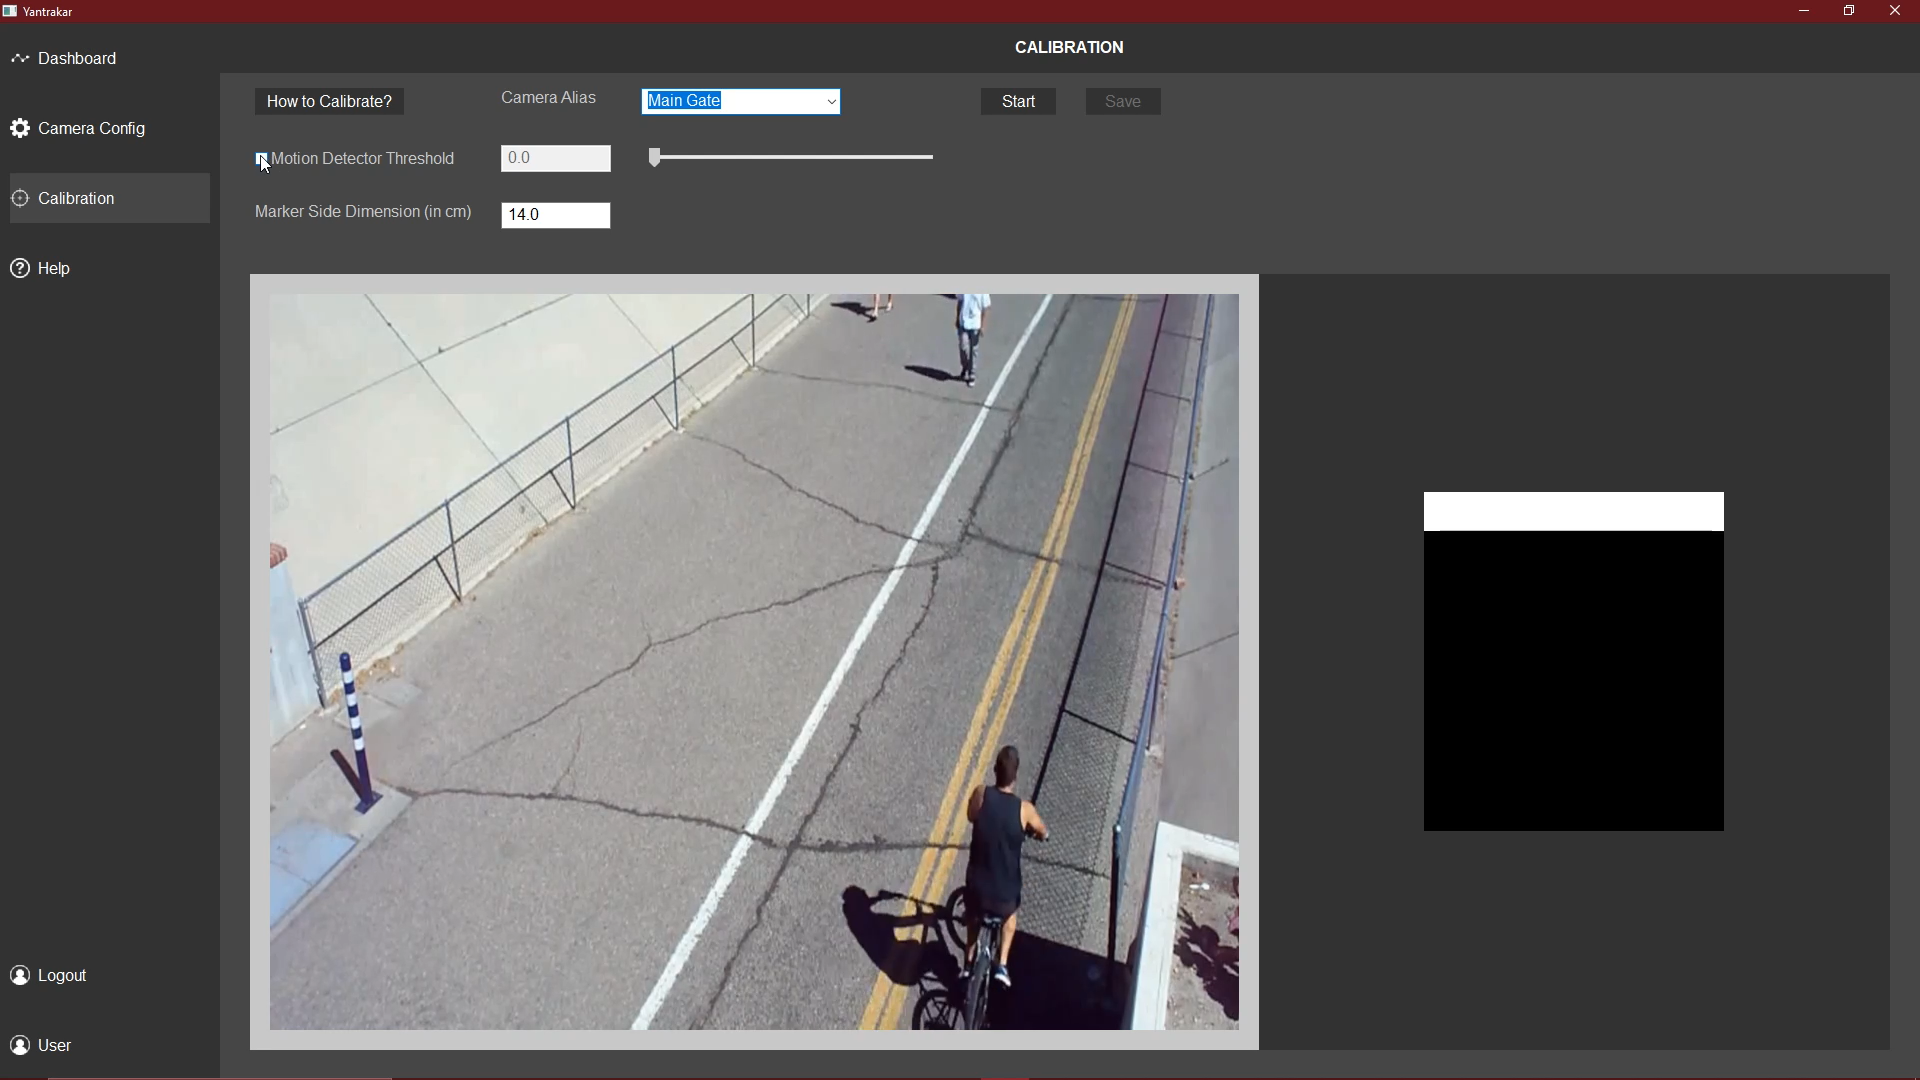 Yantrakar
CALIBRATION
Dashboard
Camera Config
Calibration
Help
Logout
User
How to Calibrate?
Camera Alias
Main Gate
Start
Save
Motion Detector Threshold
0.0
Marker Side Dimension (in cm)
14.0